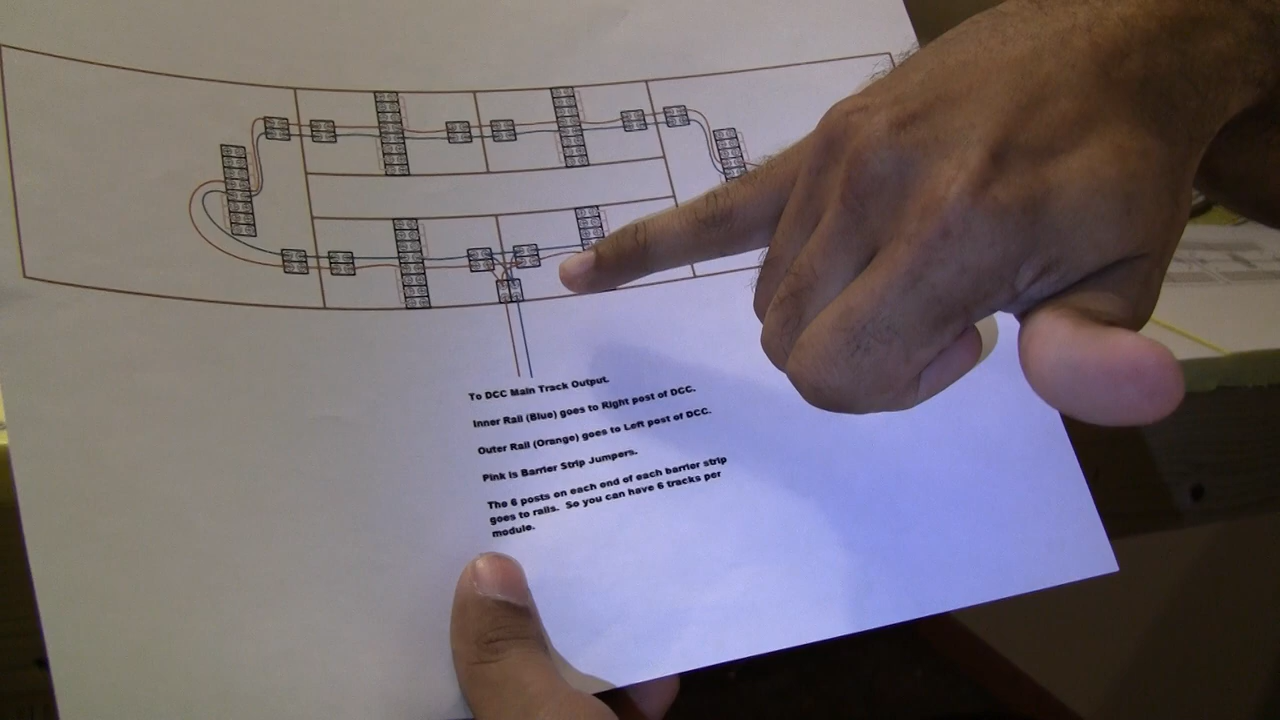 To DCC Main Track Output.
Inner Rail (Blue) goes to Right post of DCC.
Outer Rail (Orange) goes to Left post of DCC.
Pink is Barrier Strip Jumpers.
The 6 posts on each end of each barrier strip
goes to rails. So you can have 6 tracks per
module.